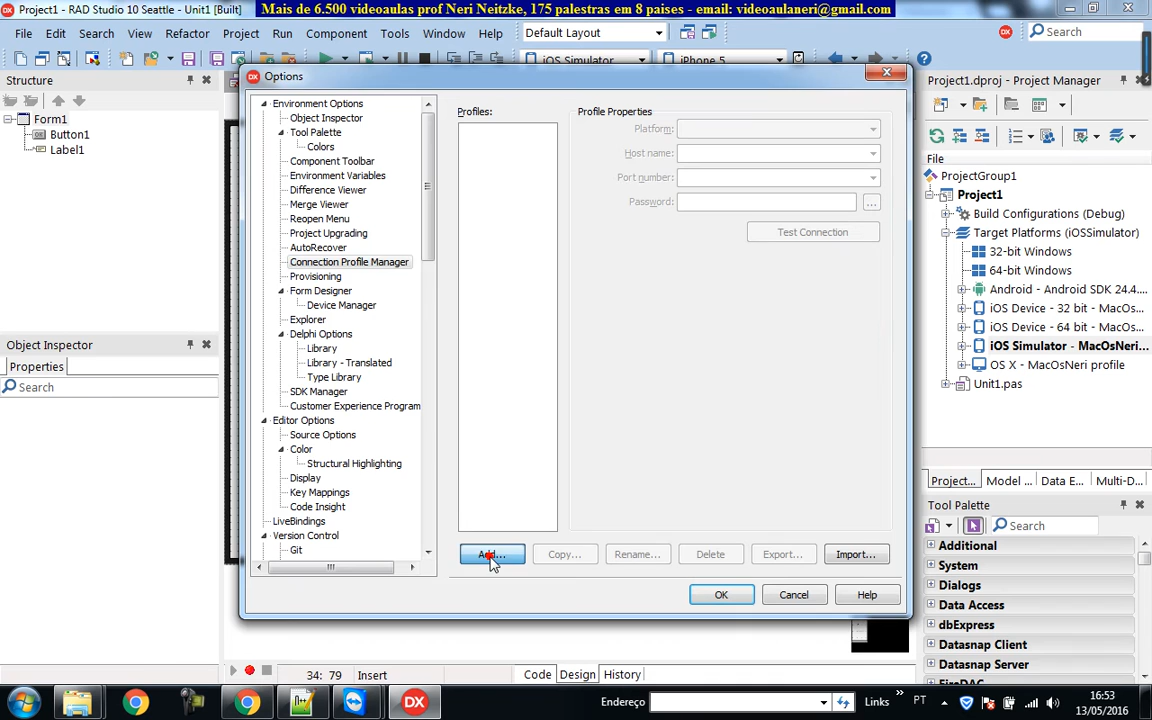 Project1 - RAD Studio 10 Seattle - Unit1 [Built]
Mais de 6.500 videoaulas prof Neri Neitzke, 175 palestras em 8 paises - email: videoaulaneri@gmail.com
File Edit Search View Refactor Project Run Component Tools Window Help
Default Layout
Search
iOS Simulator
iPhone 5
Structure
Form1
Button1
Label1
Object Inspector
Properties
Search
Options
Environment Options
Object Inspector
Tool Palette
Colors
Component Toolbar
Environment Variables
Difference Viewer
Merge Viewer
Reopen Menu
Project Upgrading
AutoRecover
Connection Profile Manager
Provisioning
Form Designer
Device Manager
Explorer
Delphi Options
Library
Library - Translated
Type Library
SDK Manager
Customer Experience Program
Editor Options
Source Options
Color
Structural Highlighting
Display
Key Mappings
Code Insight
LiveBindings
Version Control
Git
Profiles:
Profile Properties
Platform:
Host name:
Port number:
Password:
...
Test Connection
Add... Copy... Rename... Delete Export... Import...
OK Cancel Help
Project1.dproj - Project Manager
File
ProjectGroup1
Project1
Build Configurations (Debug)
Target Platforms (iOSSimulator)
32-bit Windows
64-bit Windows
Android - Android SDK 24.4....
iOS Device - 32 bit - MacOs...
iOS Device - 64 bit - MacOs...
iOS Simulator - MacOsNeri...
OS X - MacOsNeri profile
Unit1.pas
Project... Model ... Data E... Multi-D...
Tool Palette
Search
Additional
System
Dialogs
Data Access
dbExpress
Datasnap Client
Datasnap Server
34: 79 Insert
Code Design History
Endereço
Links
PT
16:53
13/05/2016